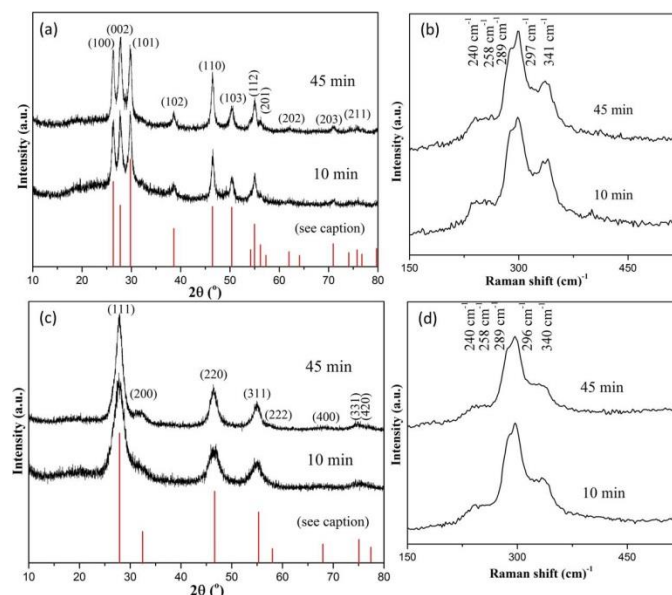 (a)
(002)
(100)
(101)
45 min
(110)
(112)
(201)
(102)
(103)
(202)
(203)
(211)
10 min
(see caption)
Intensity (a.u.)
10 20 30 40 50 60 70 80
2θ (°)
(b)
240 cm⁻¹
258 cm⁻¹
289 cm⁻¹
297 cm⁻¹
341 cm⁻¹
45 min
10 min
Intensity (a.u.)
150 300 450
Raman shift (cm)⁻¹
(c)
(111)
45 min
(200)
(220)
(311)
(222)
(400)
(331)
(420)
10 min
(see caption)
Intensity (a.u.)
10 20 30 40 50 60 70 80
2θ (°)
(d)
240 cm⁻¹
258 cm⁻¹
289 cm⁻¹
296 cm⁻¹
340 cm⁻¹
45 min
10 min
Intensity (a.u.)
150 300 450
Raman shift (cm)⁻¹